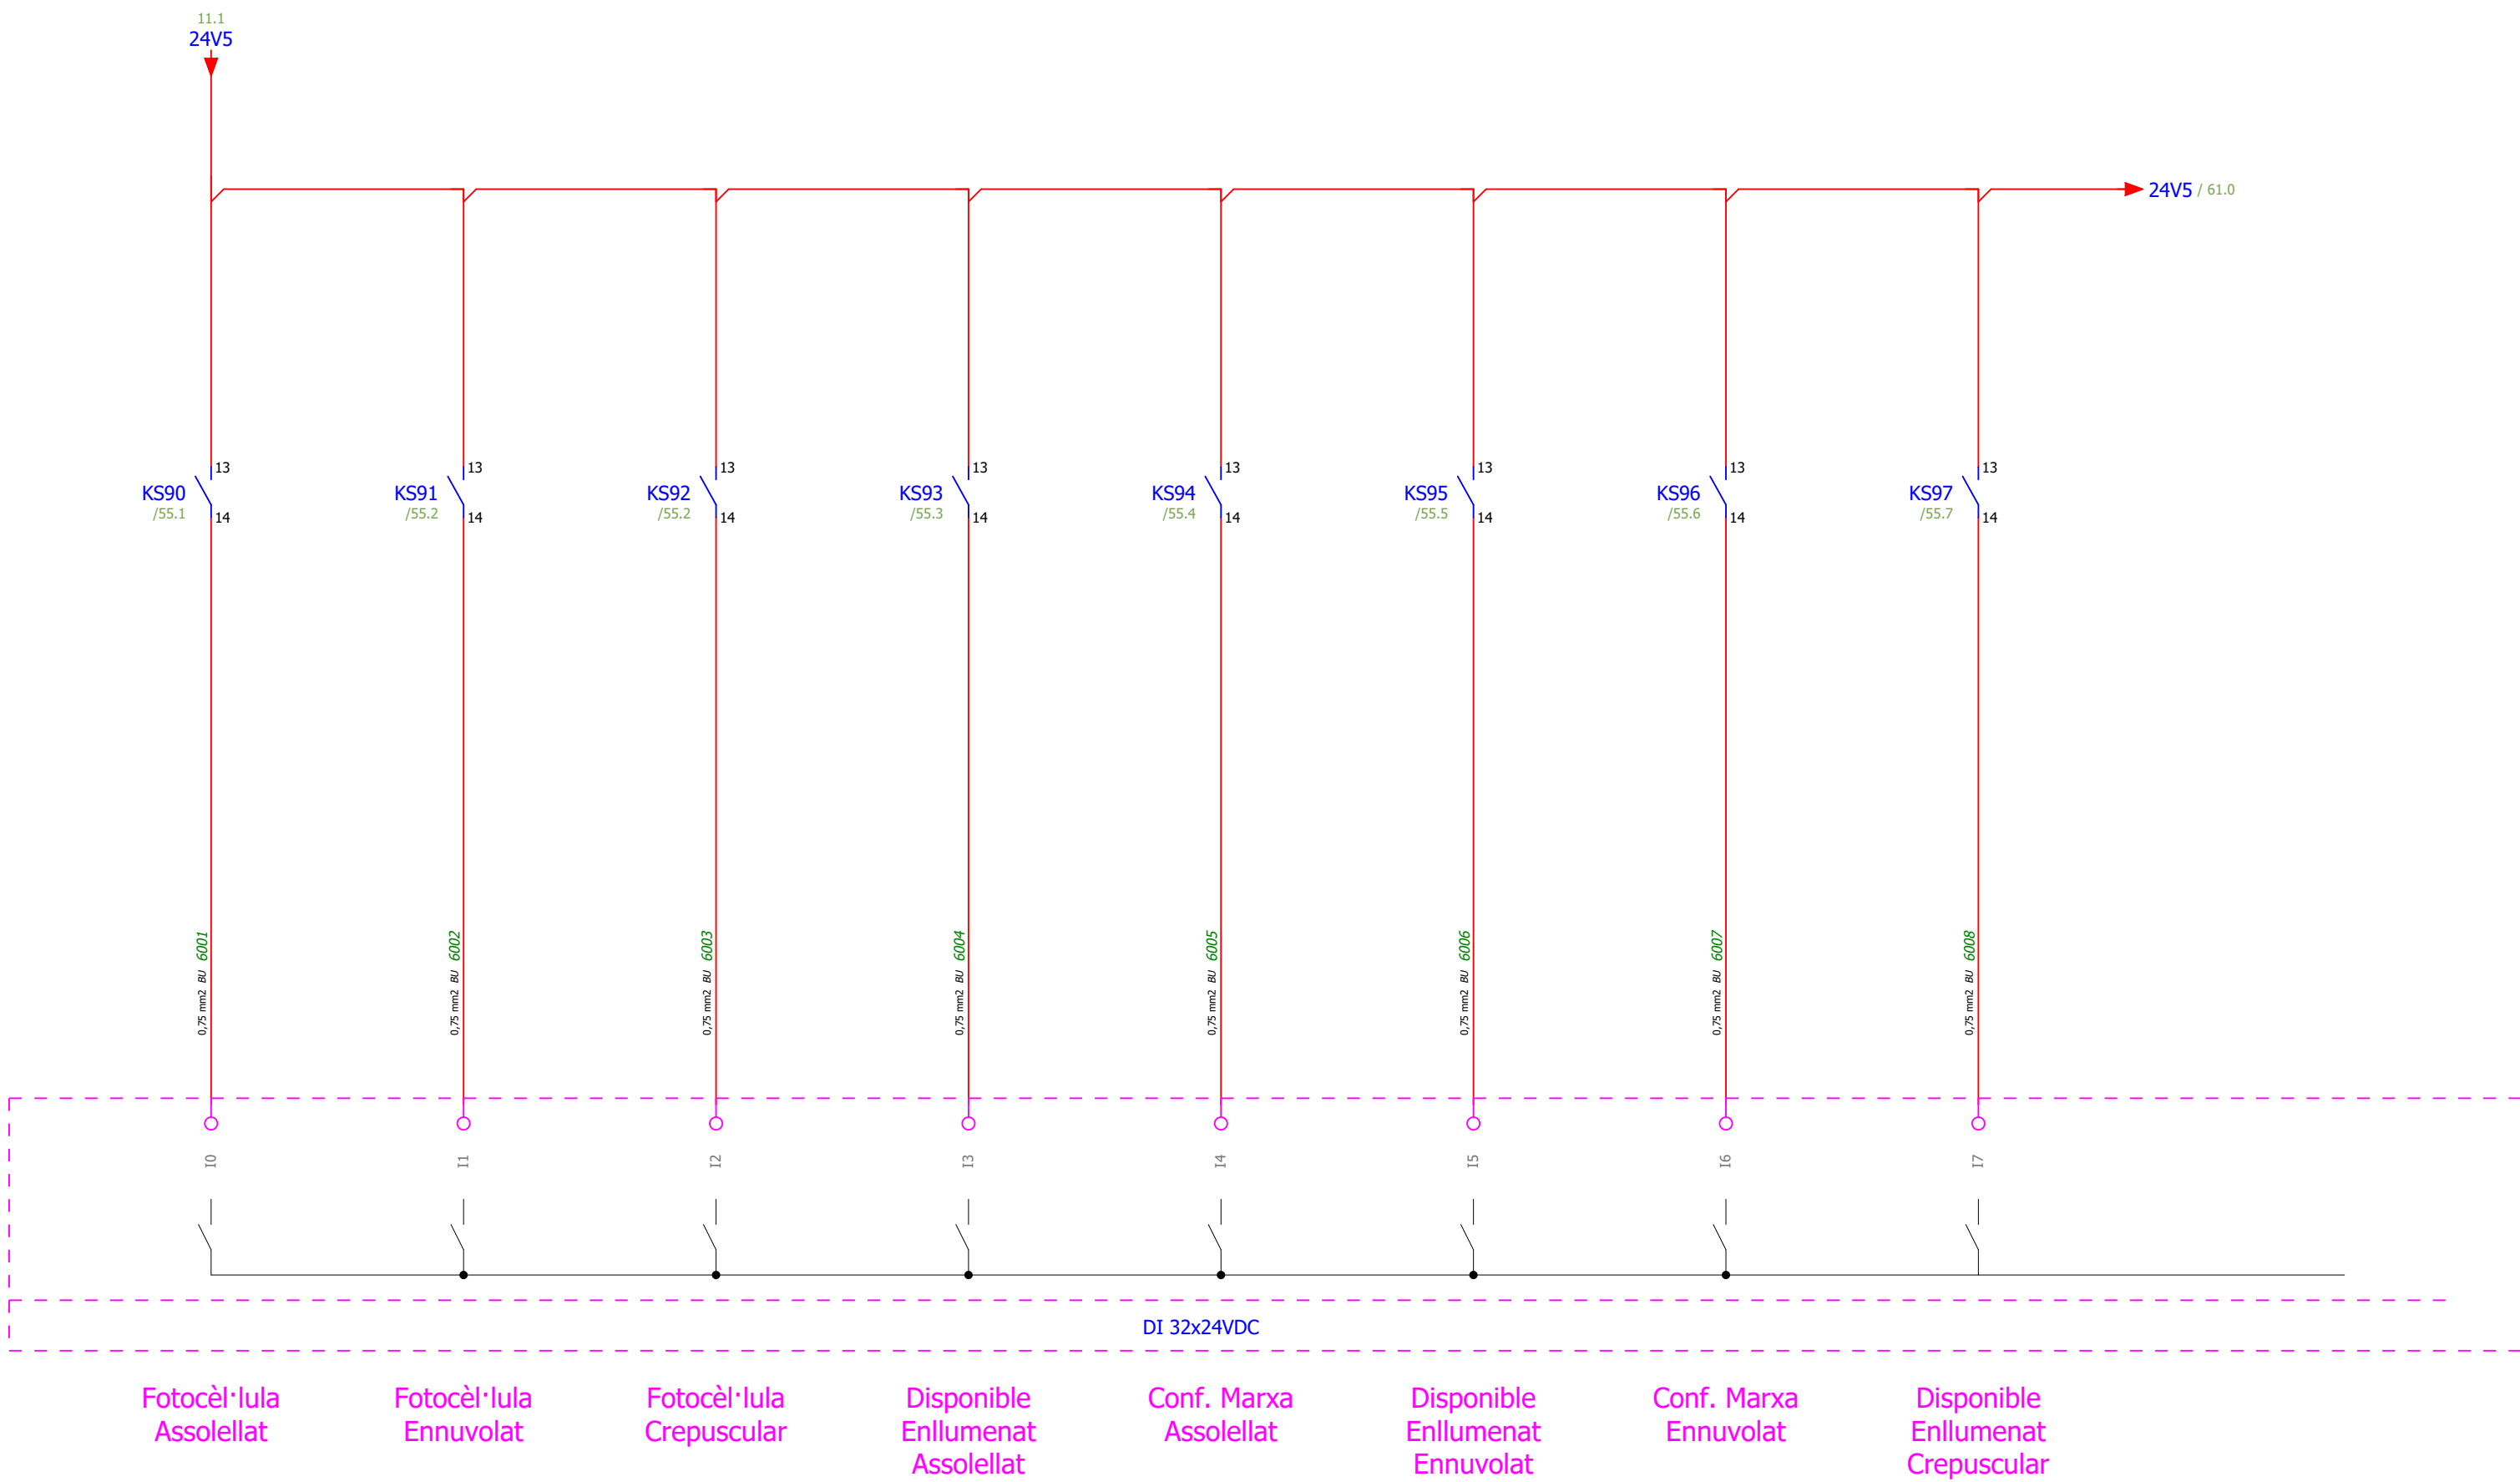 11.1
24V5
24V5 / 61.0
13 13 13 13 13 13 13 13
KS90 KS91 KS92 KS93 KS94 KS95 KS96 KS97
/55.1 /55.2 /55.2 /55.3 /55.4 /55.5 /55.6 /55.7
14 14 14 14 14 14 14 14
0,75 mm2 BU 6001
0,75 mm2 BU 6002
0,75 mm2 BU 6003
0,75 mm2 BU 6004
0,75 mm2 BU 6005
0,75 mm2 BU 6006
0,75 mm2 BU 6007
0,75 mm2 BU 6008
I0 I1 I2 I3 I4 I5 I6 I7
DI 32x24VDC
Fotocèl·lula
Assolellat
Fotocèl·lula
Ennuvolat
Fotocèl·lula
Crepuscular
Disponible
Enllumenat
Assolellat
Conf. Marxa
Assolellat
Disponible
Enllumenat
Ennuvolat
Conf. Marxa
Ennuvolat
Disponible
Enllumenat
Crepuscular